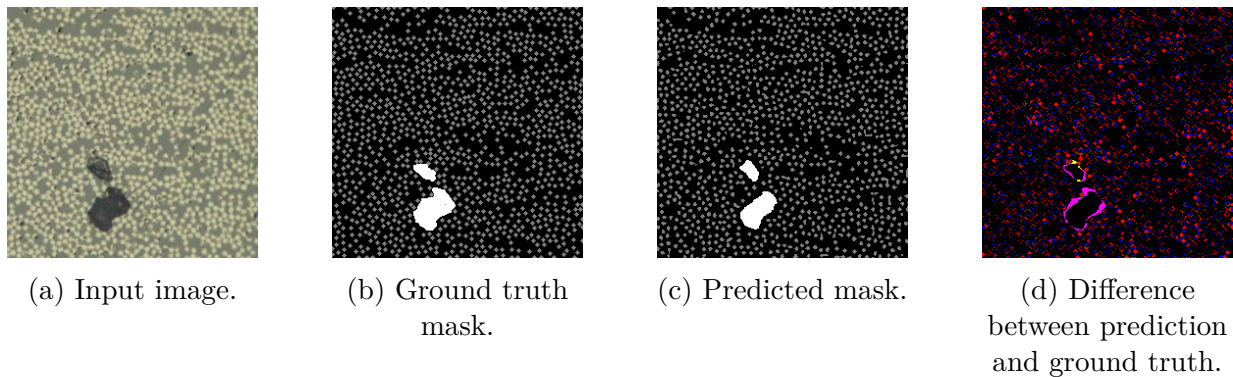 (a) Input image.
(b) Ground truth
mask.
(c) Predicted mask.
(d) Difference
between prediction
and ground truth.